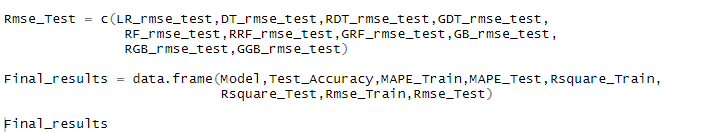 Rmse_Test = c(LR_rmse_test,DT_rmse_test,RDT_rmse_test,GDT_rmse_test,
RF_rmse_test,RRF_rmse_test,GRF_rmse_test,GB_rmse_test,
RGB_rmse_test,GGB_rmse_test)
Final_results = data.frame(Model,Test_Accuracy,MAPE_Train,MAPE_Test,Rsquare_Train,
Rsquare_Test,Rmse_Train,Rmse_Test)
Final_results